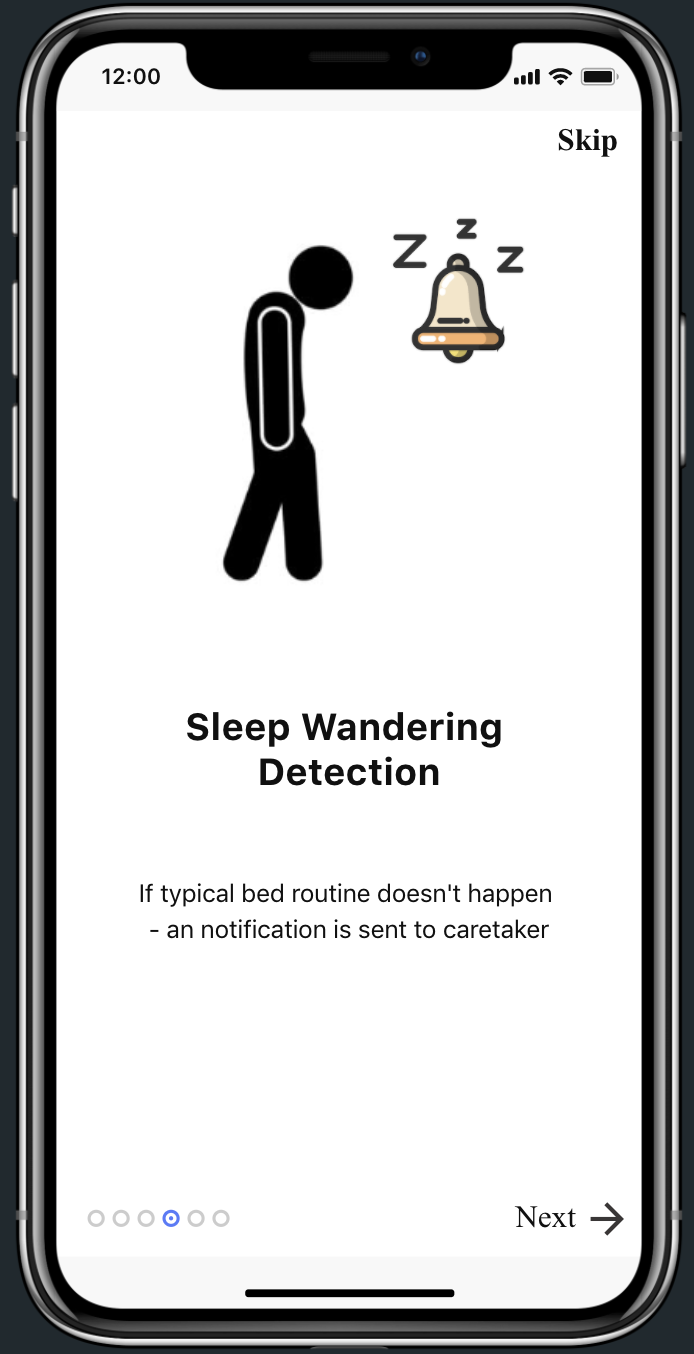 12:00
Skip
Z z z
Sleep Wandering
Detection
If typical bed routine doesn't happen
- an notification is sent to caretaker
Next